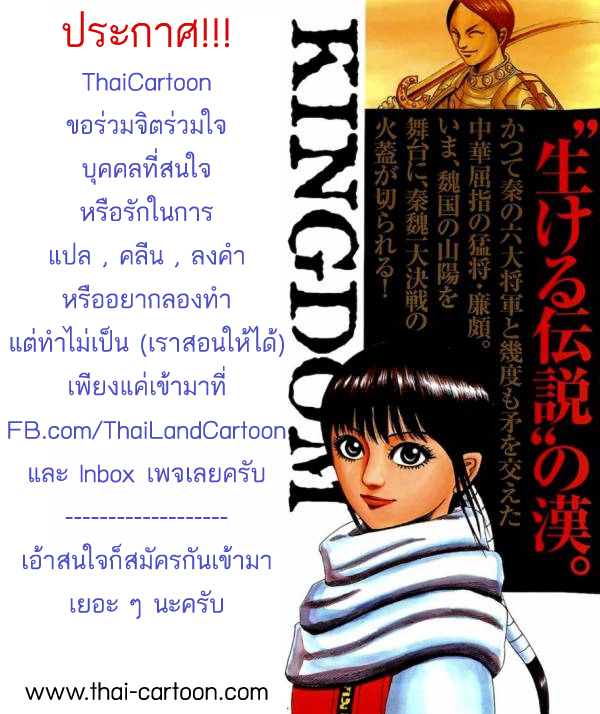 ประกาศ!!!
ThaiCartoon
ขอร่วมจิตร่วมใจ
บุคคลที่สนใจ
หรือรักในการ
แปล , คลีน , ลงคำ
หรืออยากลองทำ
แต่ทำไม่เป็น (เราสอนให้ได้)
เพียงแค่เข้ามาที่
FB.com/ThaiLandCartoon
และ Inbox เพจเลยครับ
-------------------
เอ้าสนใจก็สมัครกันเข้ามา
เยอะ ๆ นะครับ
www.thai-cartoon.com
KINGDOM
"生ける伝説"の漢。
かつて秦の六大将軍と幾度も矛を交えた
中華屈指の猛将・廉頗。
いま、魏国の山陽を
舞台に、秦魏一大決戦の
火蓋が切られる!